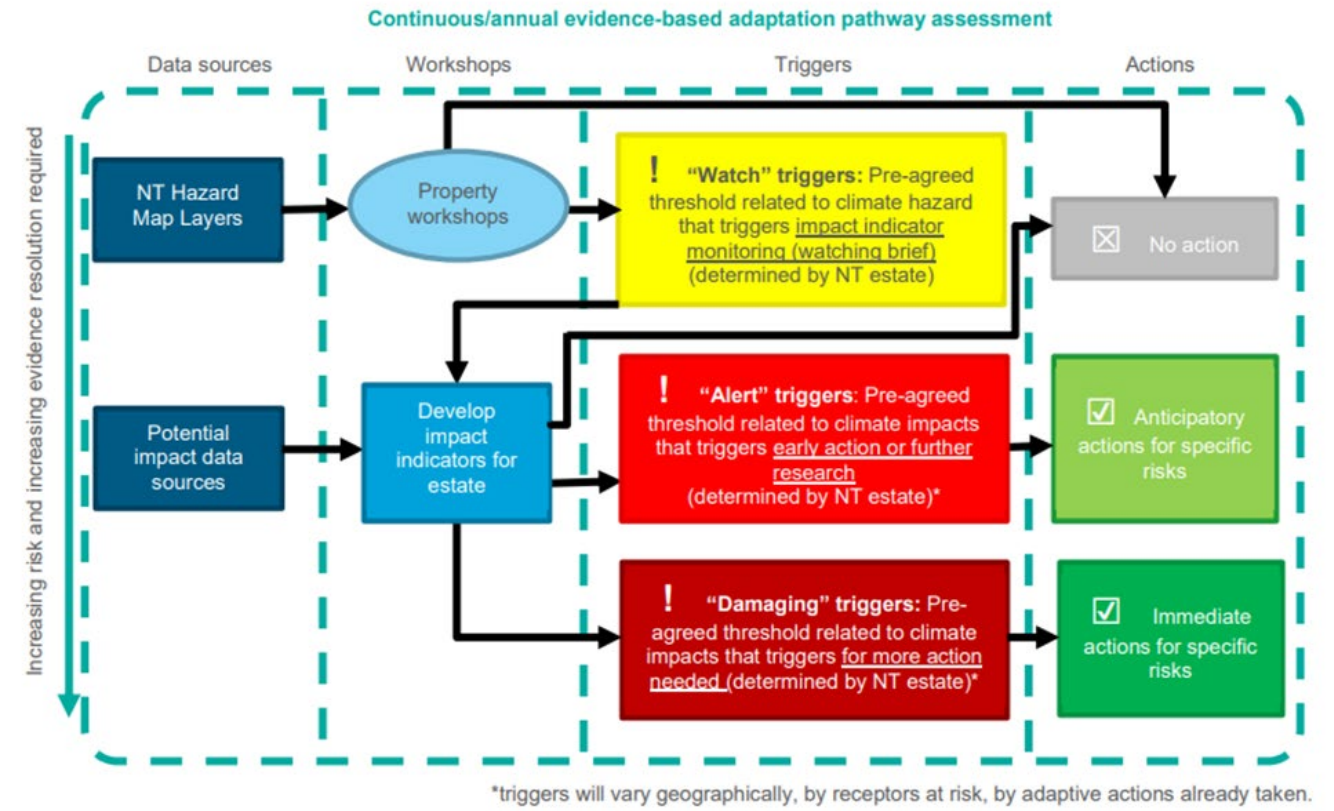 Continuous/annual evidence-based adaptation pathway assessment
Data sources
Workshops
Triggers
Actions
Increasing risk and increasing evidence resolution required
NT Hazard
Map Layers
Property
workshops
! “Watch” triggers: Pre-agreed
threshold related to climate hazard
that triggers impact indicator
monitoring (watching brief)
(determined by NT estate)
☒ No action
Potential
impact data
sources
Develop
impact
indicators for
estate
! “Alert” triggers: Pre-agreed
threshold related to climate impacts
that triggers early action or further
research
(determined by NT estate)*
☑ Anticipatory
actions for specific
risks
! “Damaging” triggers: Pre-
agreed threshold related to climate
impacts that triggers for more action
needed (determined by NT estate)*
☑ Immediate
actions for specific
risks
*triggers will vary geographically, by receptors at risk, by adaptive actions already taken.